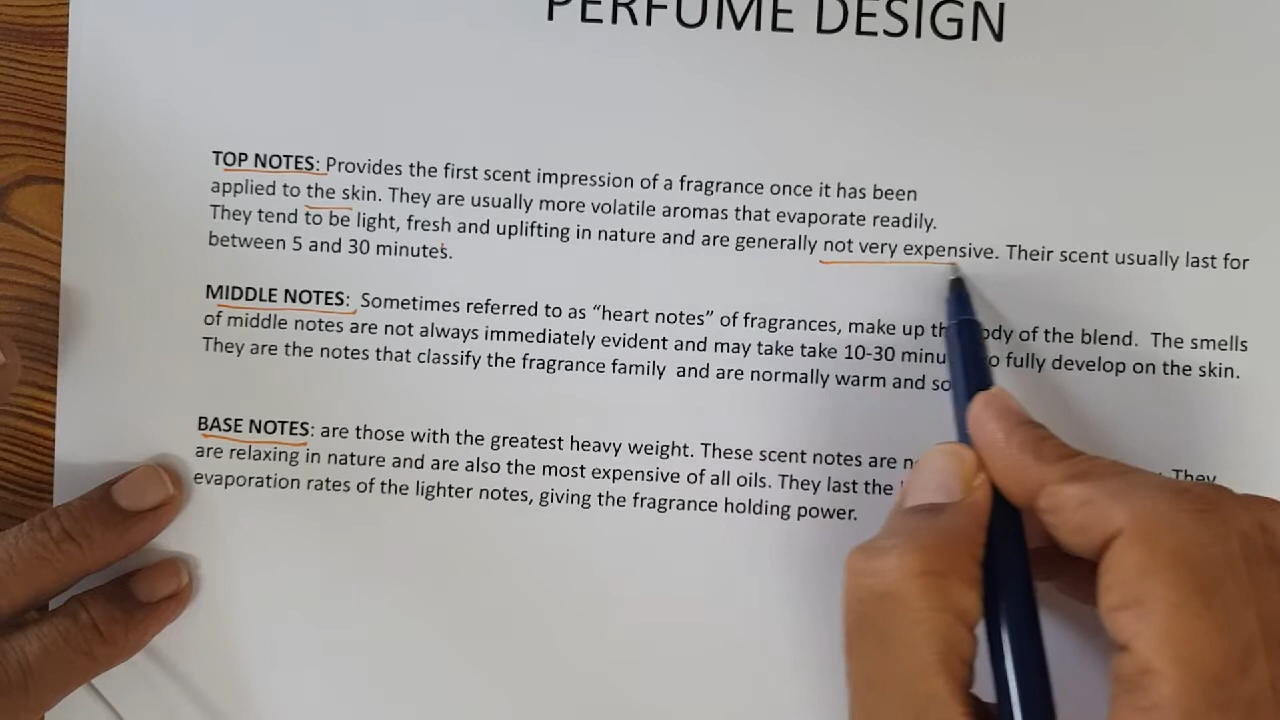 PERFUME DESIGN
TOP NOTES: Provides the first scent impression of a fragrance once it has been
applied to the skin. They are usually more volatile aromas that evaporate readily.
They tend to be light, fresh and uplifting in nature and are generally not very expensive. Their scent usually last for
between 5 and 30 minutes.
MIDDLE NOTES: Sometimes referred to as “heart notes” of fragrances, make up of the blend. The smells
of middle notes are not always immediately evident and may take take 10-30 fully develop on the skin.
They are the notes that classify the fragrance family and are normally warm and
BASE NOTES: are those with the greatest heavy weight. These scent notes are They
are relaxing in nature and are also the most expensive of all oils. They last the
evaporation rates of the lighter notes, giving the fragrance holding power.